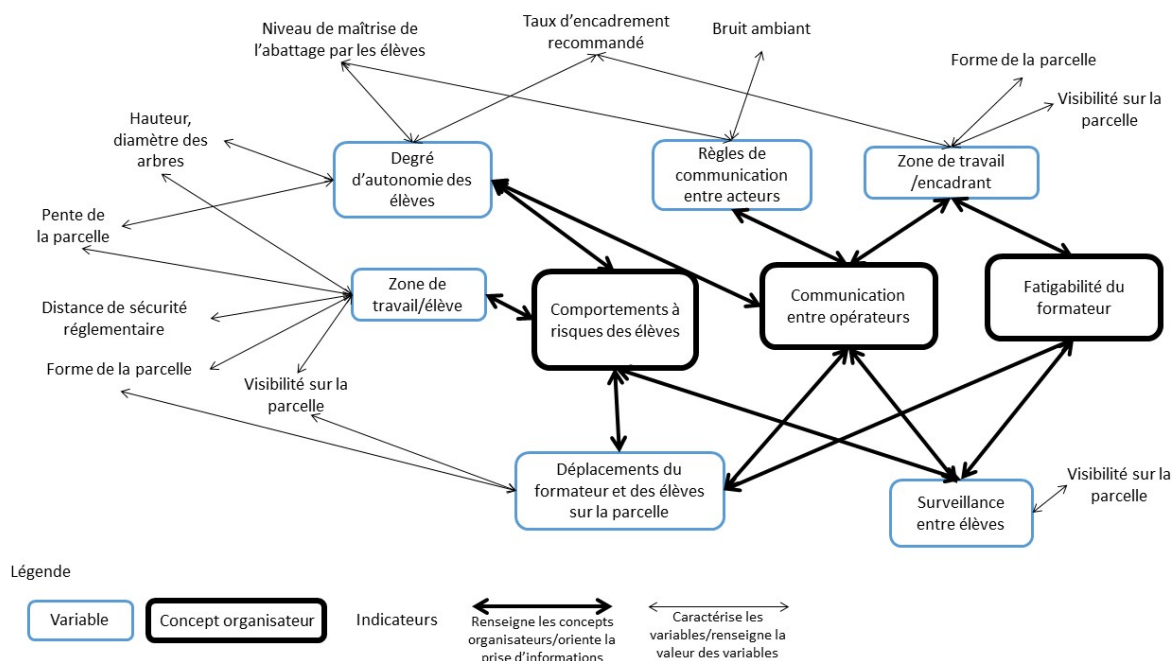 Niveau de maîtrise de
l’abattage par les élèves
Taux d’encadrement
recommandé
Bruit ambiant
Forme de la parcelle
Visibilité sur la
parcelle
Hauteur,
diamètre des
arbres
Degré
d’autonomie des
élèves
Règles de
communication
entre acteurs
Zone de travail
/encadrant
Pente de
la parcelle
Zone de
travail/élève
Comportements à
risques des élèves
Communication
entre opérateurs
Fatigabilité du
formateur
Distance de sécurité
réglementaire
Forme de la parcelle
Visibilité sur la
parcelle
Déplacements du
formateur et des élèves
sur la parcelle
Surveillance
entre élèves
Visibilité sur la
parcelle
Légende
Variable
Concept organisateur
Indicateurs
Renseigne les concepts
organisateurs/oriente la
prise d’informations
Caractérise les
variables/renseigne la
valeur des variables